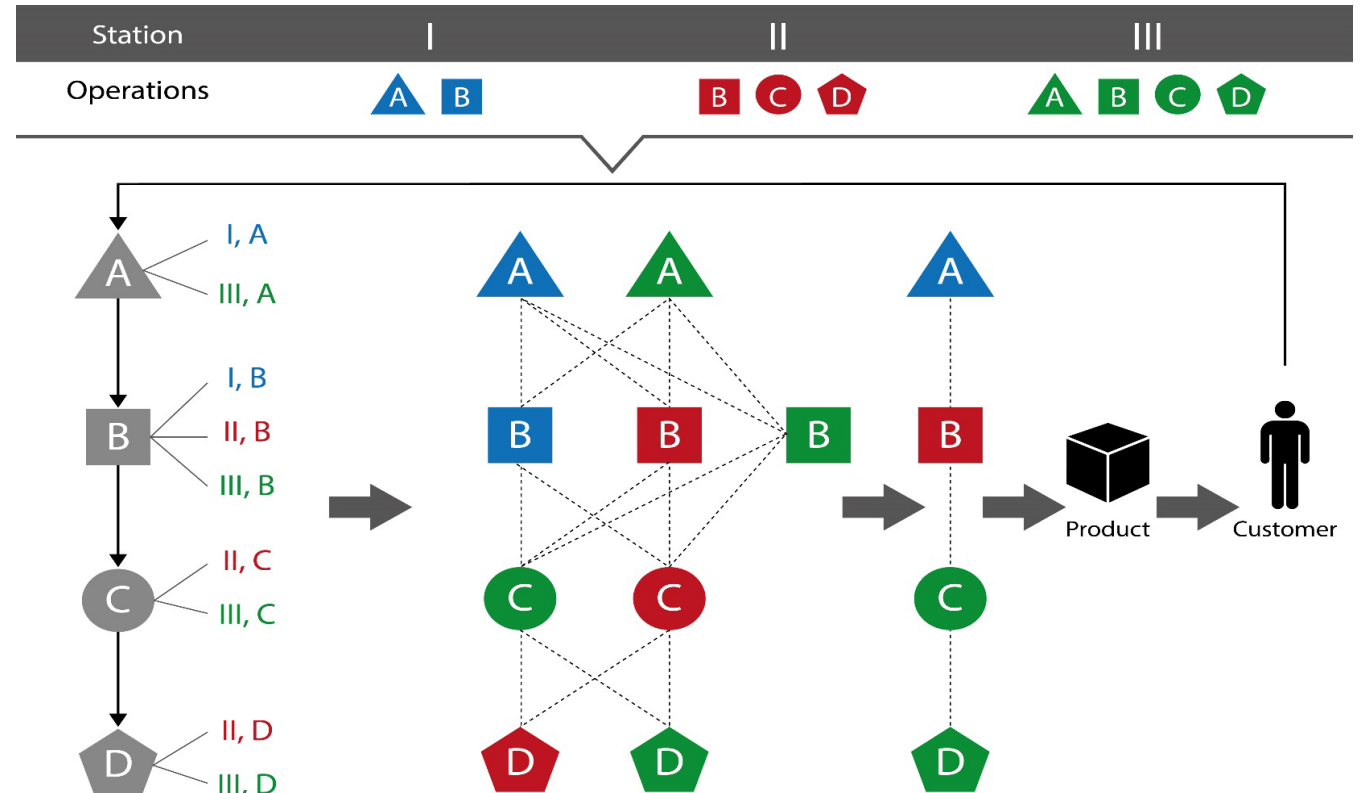 Station I II III
Operations A B B C D A B C D
I, A
A
III, A
A A A
I, B
B
II, B
III, B
B B B B
Product
Customer
II, C
C
III, C
C C C
II, D
D
III, D
D D D